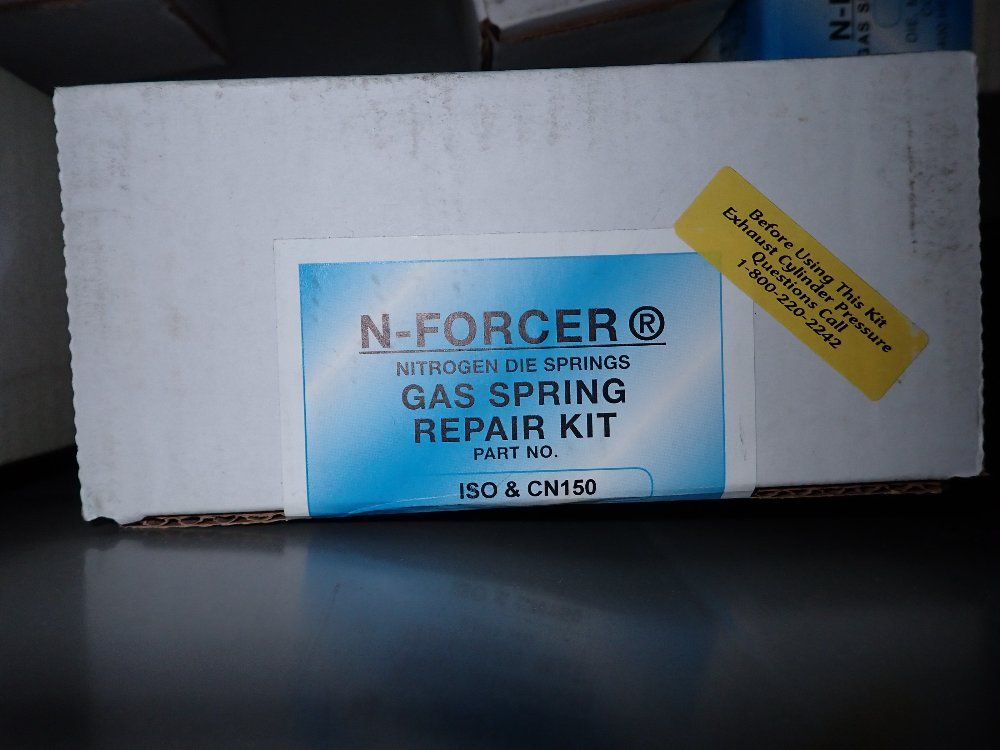 N-FORCER®
NITROGEN DIE SPRINGS
GAS SPRING
REPAIR KIT
PART NO.
ISO & CN150
Before Using This Kit
Exhaust Cylinder Pressure
Questions Call
1-800-220-2242
GAS S